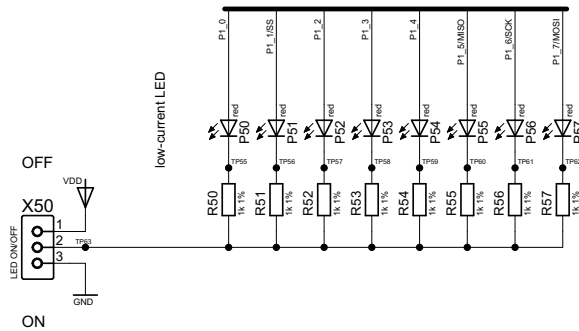 P1_0
P1_1/SS
P1_2
P1_3
P1_4
P1_5/MISO
P1_6/SCK
P1_7/MOSI
low-current LED
red
P50
red
P51
red
P52
red
P53
red
P54
red
P55
red
P56
red
P57
TP55
TP56
TP57
TP58
TP59
TP60
TP61
TP62
R50
1k 1%
R51
1k 1%
R52
1k 1%
R53
1k 1%
R54
1k 1%
R55
1k 1%
R56
1k 1%
R57
1k 1%
OFF
VDD
X50
LED ON/OFF
1
2
3
TP63
GND
ON